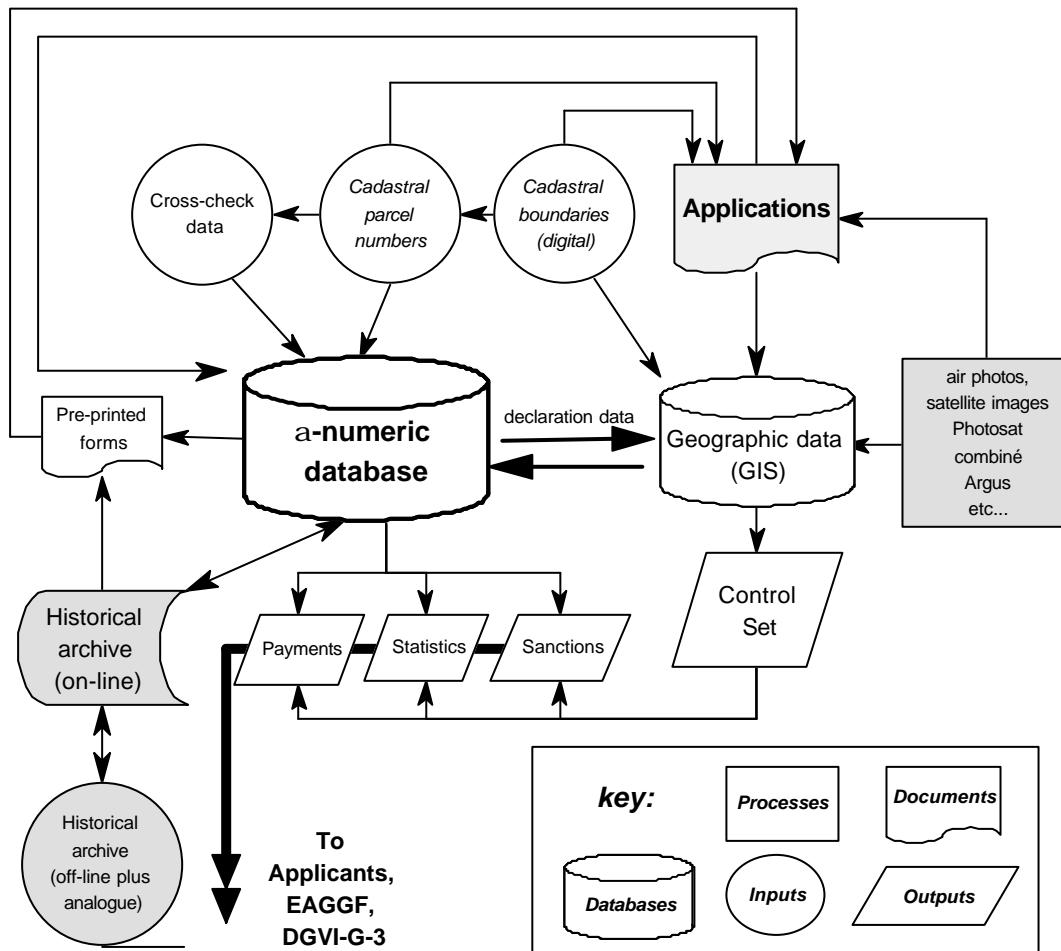 Cross-check
data
Cadastral
parcel
numbers
Cadastral
boundaries
(digital)
Applications
Pre-printed
forms
a-numeric
database
declaration data
Geographic data
(GIS)
air photos,
satellite images
Photosat
combiné
Argus
etc...
Historical
archive
(on-line)
Payments
Statistics
Sanctions
Control
Set
Historical
archive
(off-line plus
analogue)
To
Applicants,
EAGGF,
DGVI-G-3
key:
Processes
Documents
Databases
Inputs
Outputs